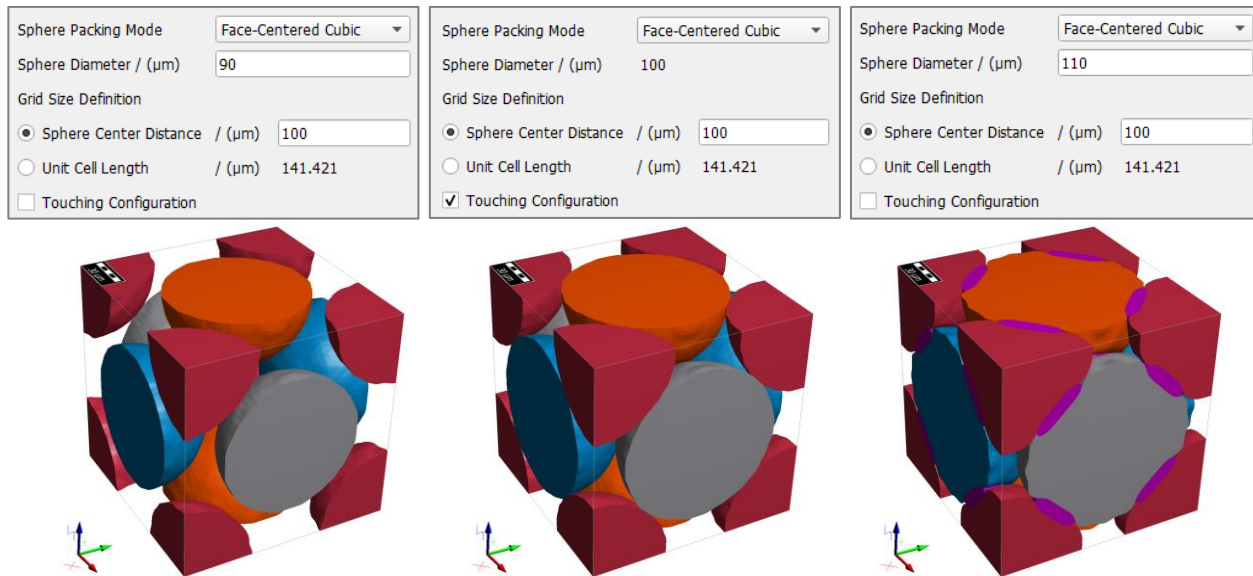 Sphere Packing Mode Face-Centered Cubic
Sphere Diameter / (µm) 90
Grid Size Definition
Sphere Center Distance / (µm) 100
Unit Cell Length / (µm) 141.421
Touching Configuration
Sphere Packing Mode Face-Centered Cubic
Sphere Diameter / (µm) 100
Grid Size Definition
Sphere Center Distance / (µm) 100
Unit Cell Length / (µm) 141.421
Touching Configuration
Sphere Packing Mode Face-Centered Cubic
Sphere Diameter / (µm) 110
Grid Size Definition
Sphere Center Distance / (µm) 100
Unit Cell Length / (µm) 141.421
Touching Configuration